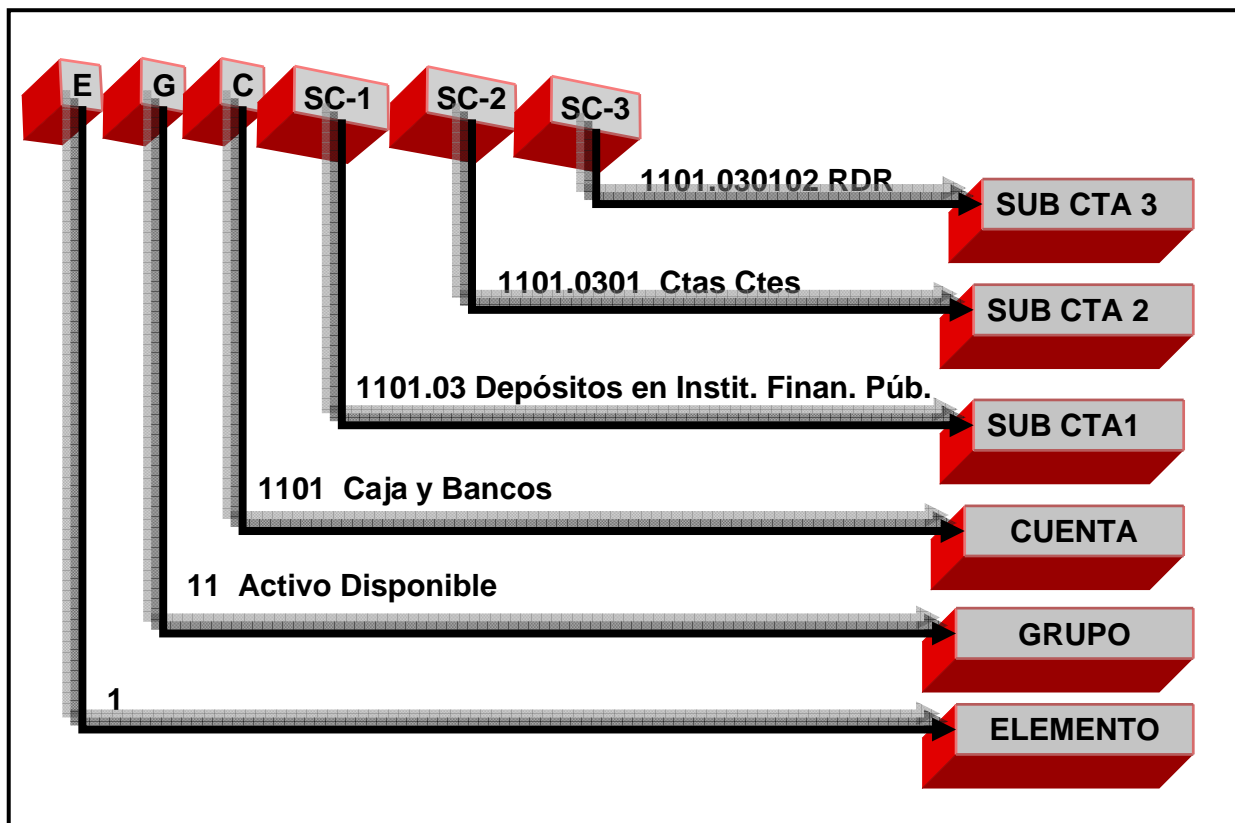 E G C SC-1 SC-2 SC-3
1101.030102 RDR
SUB CTA 3
1101.0301 Ctas Ctes
SUB CTA 2
1101.03 Depósitos en Instit. Finan. Púb.
SUB CTA1
1101 Caja y Bancos
CUENTA
11 Activo Disponible
GRUPO
1
ELEMENTO